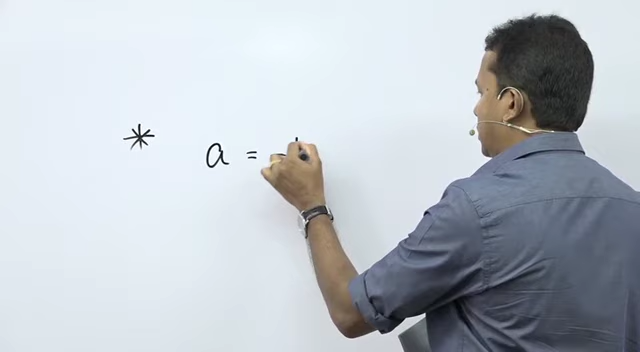 * a =